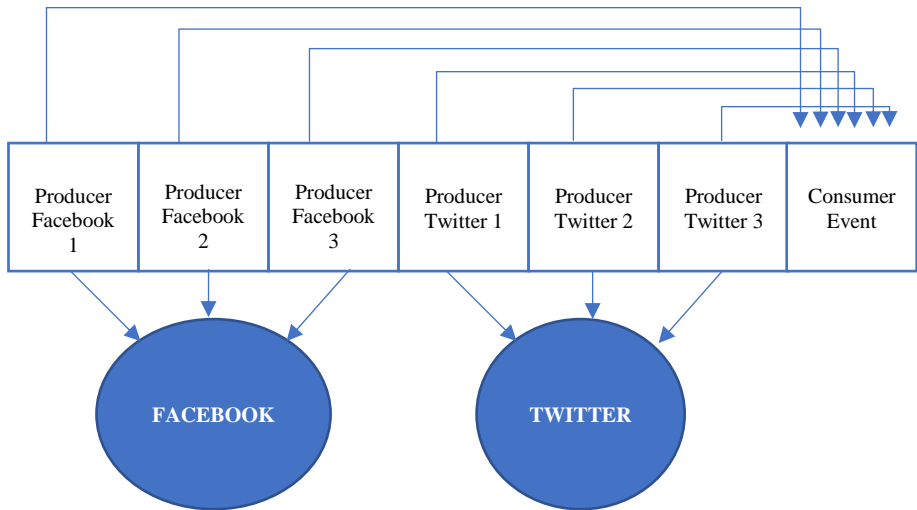 Producer
Facebook
1
Producer
Facebook
2
Producer
Facebook
3
Producer
Twitter 1
Producer
Twitter 2
Producer
Twitter 3
Consumer
Event
FACEBOOK
TWITTER